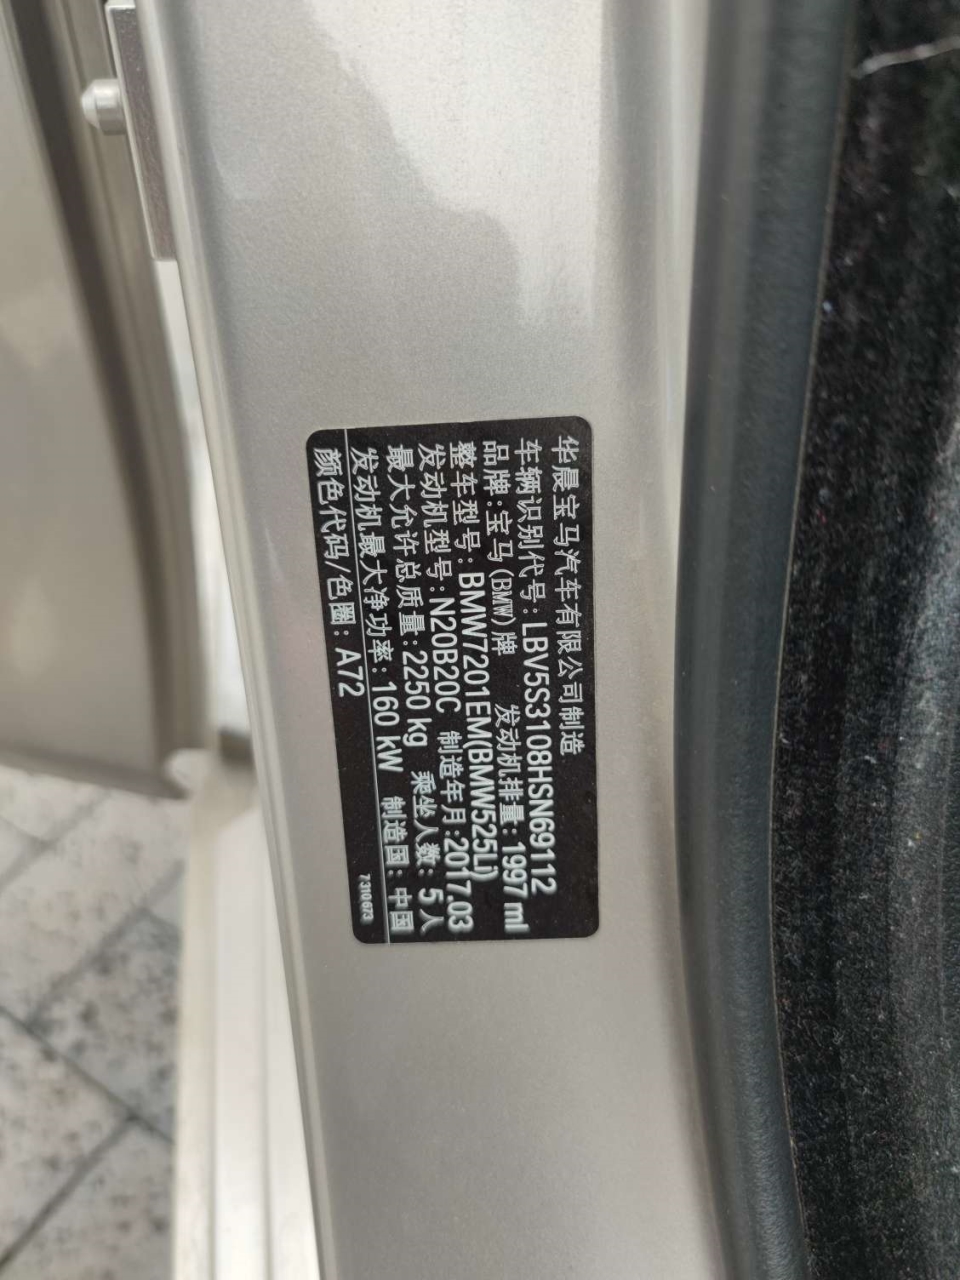 华晨宝马汽车有限公司制造
车辆识别代号: LBV5S3108HSN69112
品牌: 宝马(BMW)牌 发动机排量: 1997 ml
整车型号: BMW7201EM(BMW525Li)
发动机型号: N20B20C 制造年月: 2017.03
最大允许总质量: 2250 kg 乘坐人数: 5 人
发动机最大净功率: 160 kW 制造国: 中国
颜色代码/色圈: A72
7310673